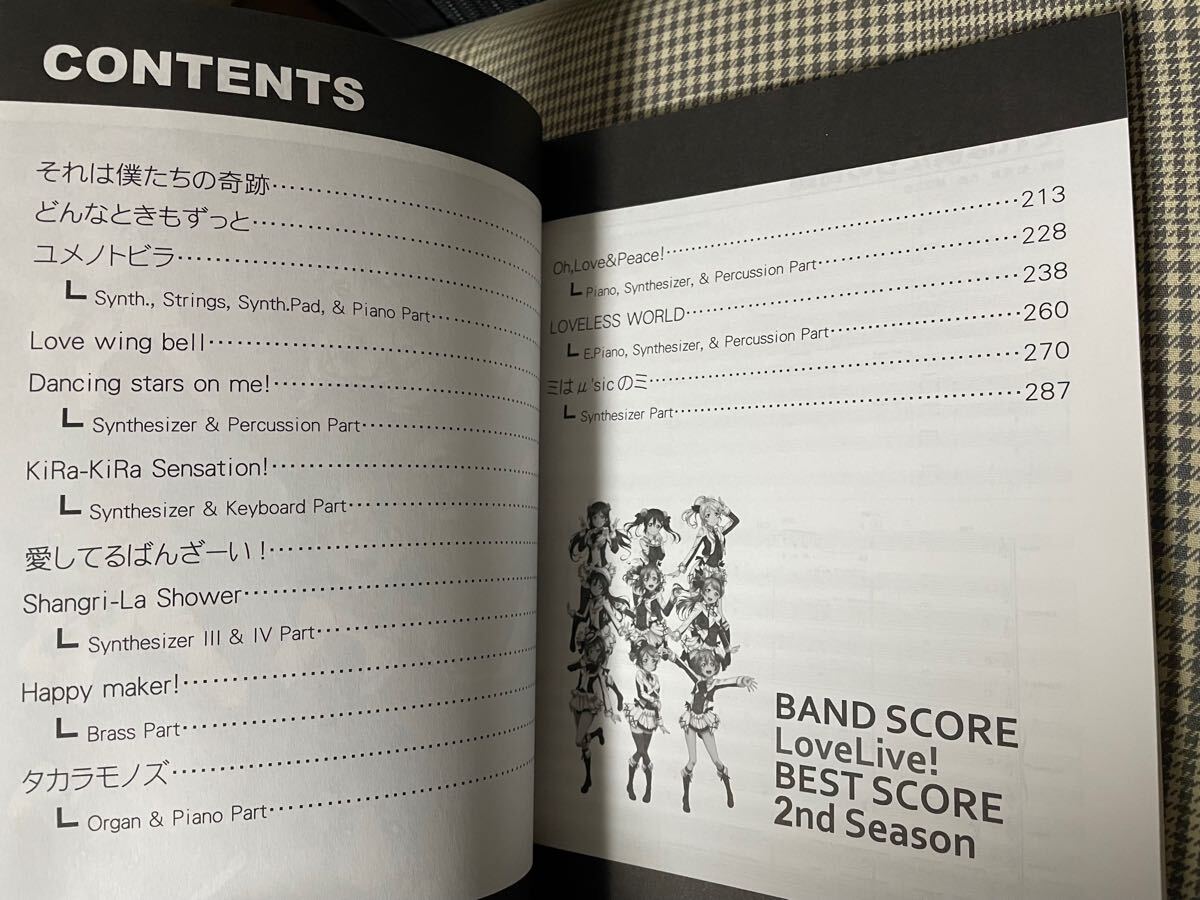 CONTENTS
それは僕たちの奇跡
どんなときもずっと
ユメノトビラ
Synth., Strings, Synth.Pad, & Piano Part
Love wing bell
Dancing stars on me!
Synthesizer & Percussion Part
KiRa-KiRa Sensation!
Synthesizer & Keyboard Part
愛してるばんざーい！
Shangri-La Shower
Synthesizer III & IV Part
Happy maker!
Brass Part
タカラモノズ
Organ & Piano Part
Oh,Love&Peace! 213
Piano, Synthesizer, & Percussion Part 228
LOVELESS WORLD 238
E.Piano, Synthesizer, & Percussion Part 260
ミはμ'sicのミ 270
Synthesizer Part 287
BAND SCORE
LoveLive!
BEST SCORE
2nd Season